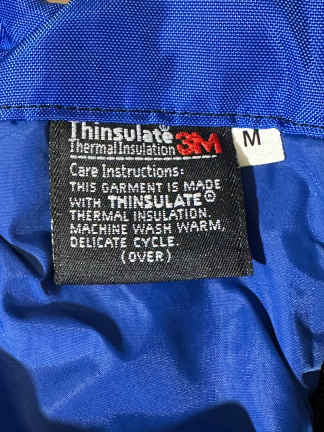 Thinsulate 3M M
Thermal Insulation
Care Instructions:
THIS GARMENT IS MADE
WITH THINSULATE®
THERMAL INSULATION.
MACHINE WASH WARM,
DELICATE CYCLE.
(OVER)